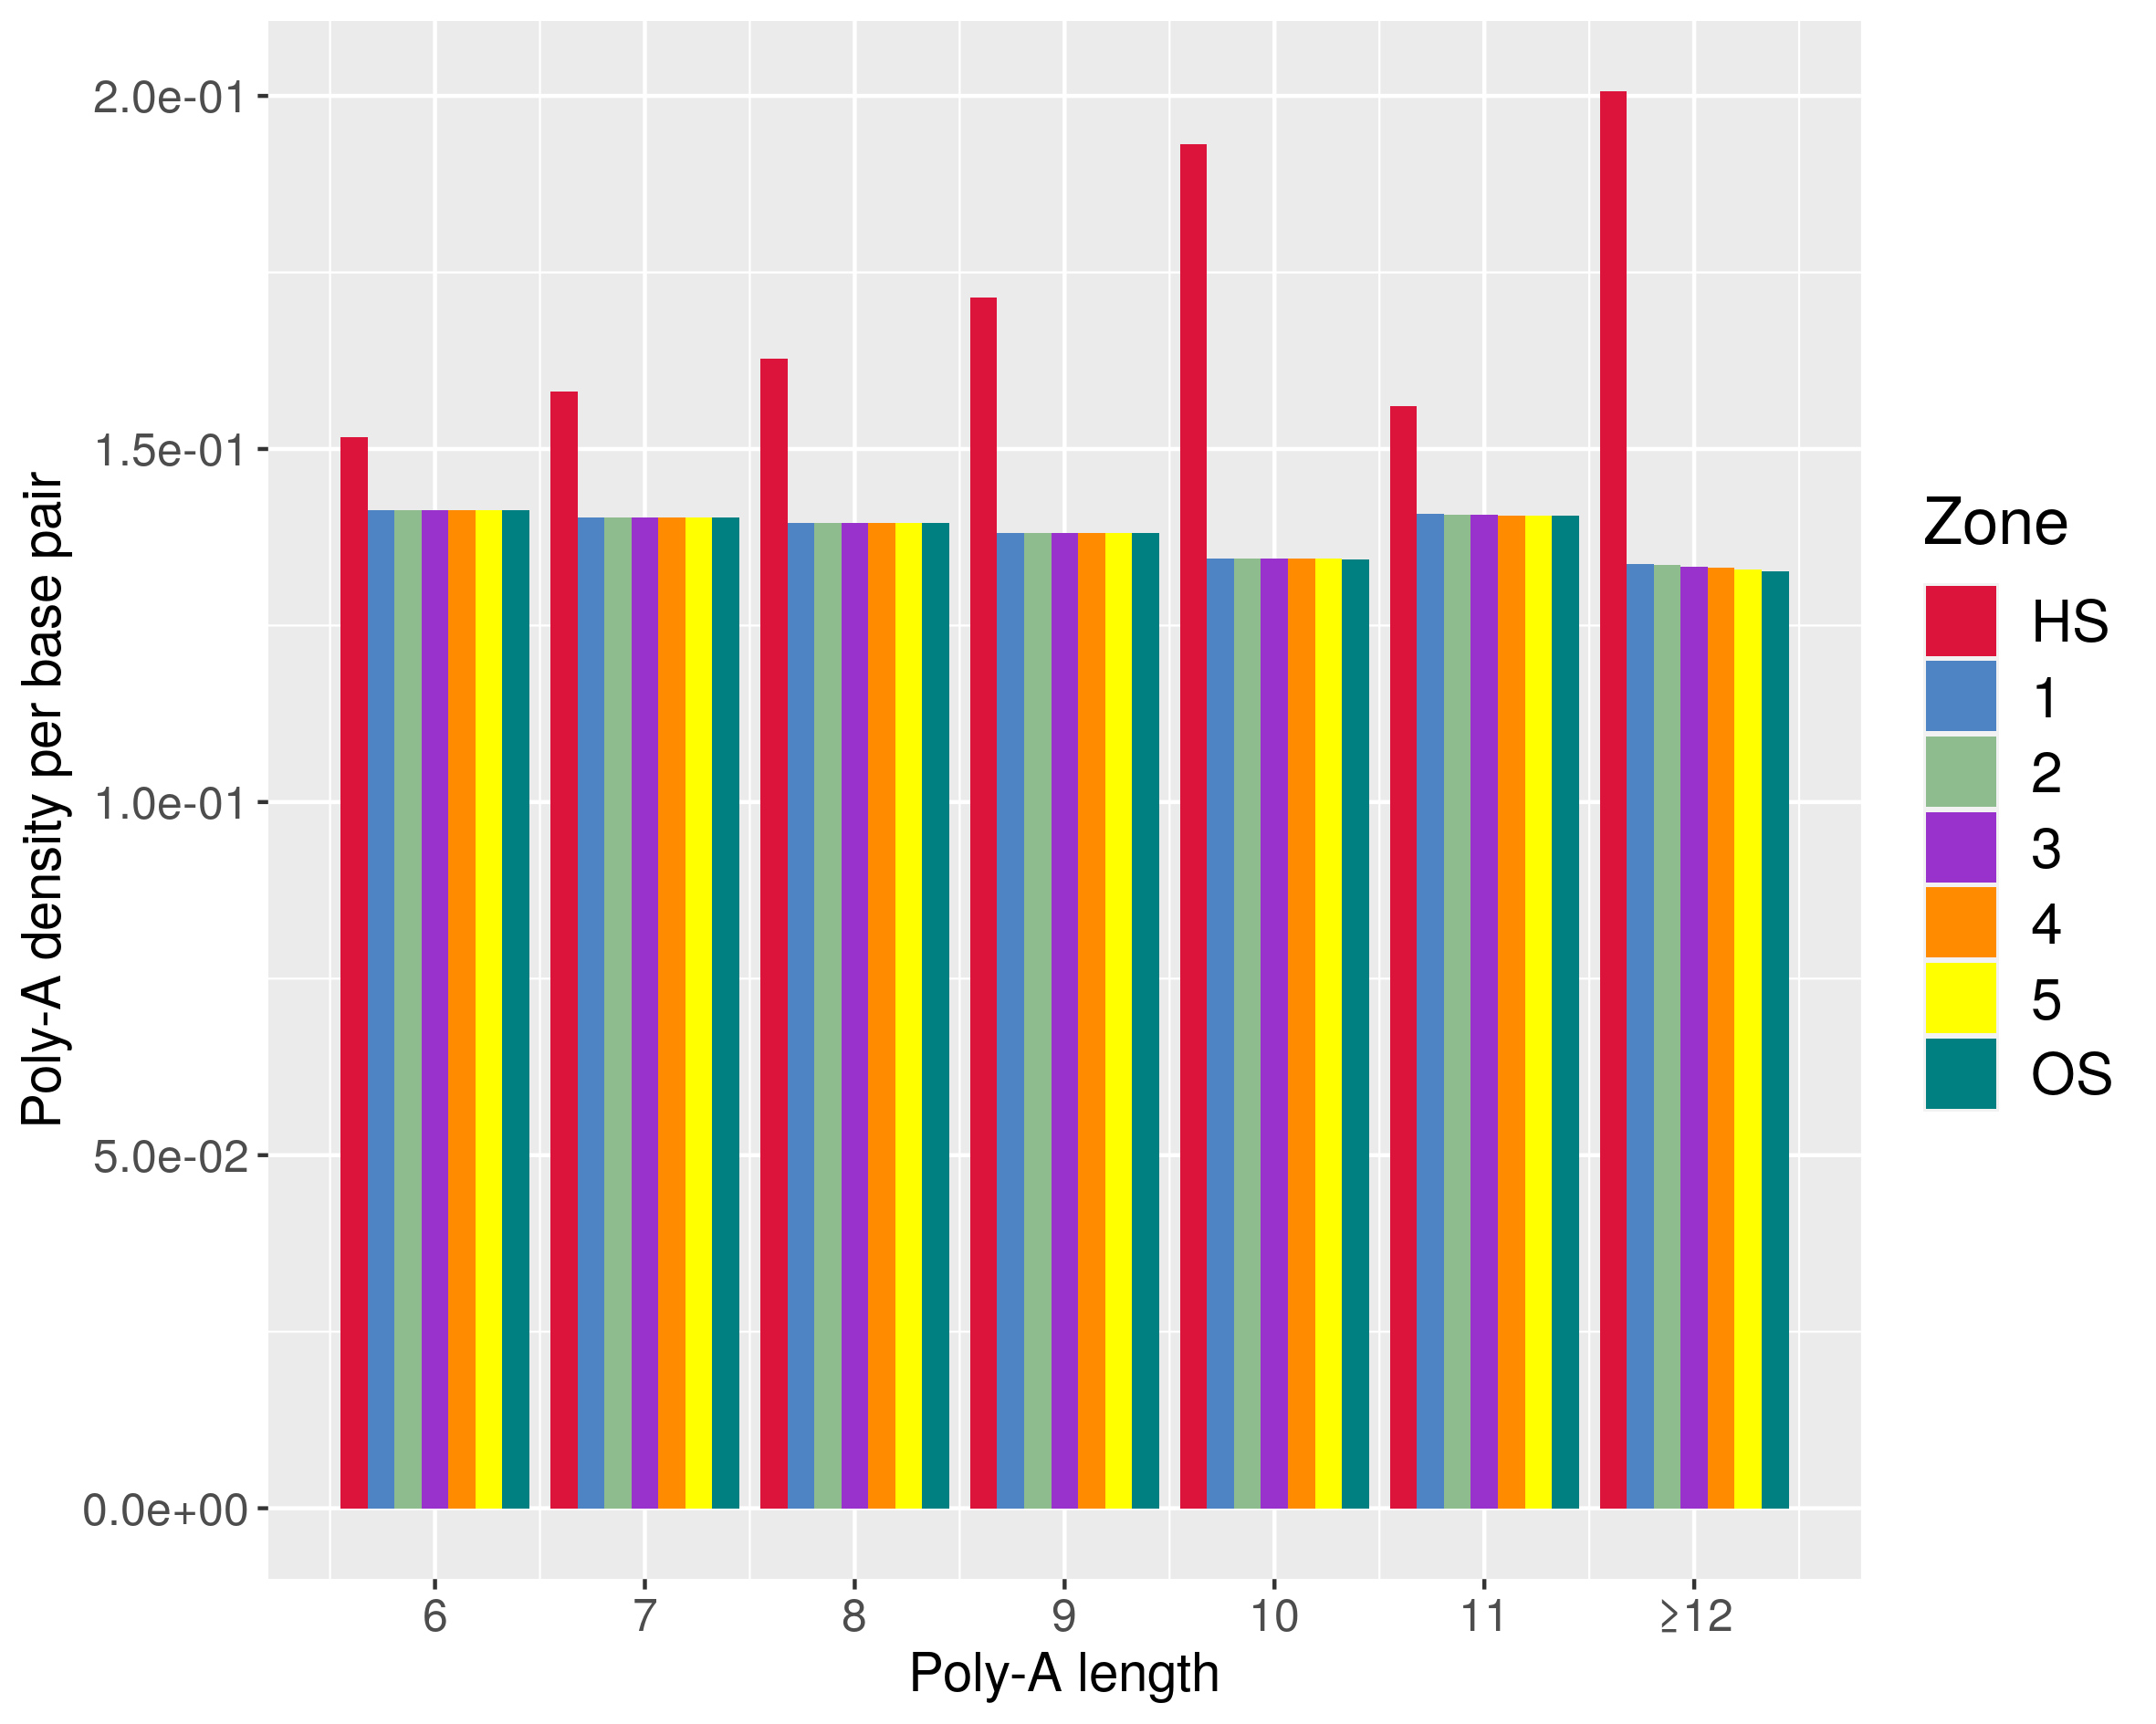 Poly-A density per base pair
2.0e-01
1.5e-01
1.0e-01
5.0e-02
0.0e+00
6 7 8 9 10 11 ≥12
Poly-A length
Zone
HS
1
2
3
4
5
OS